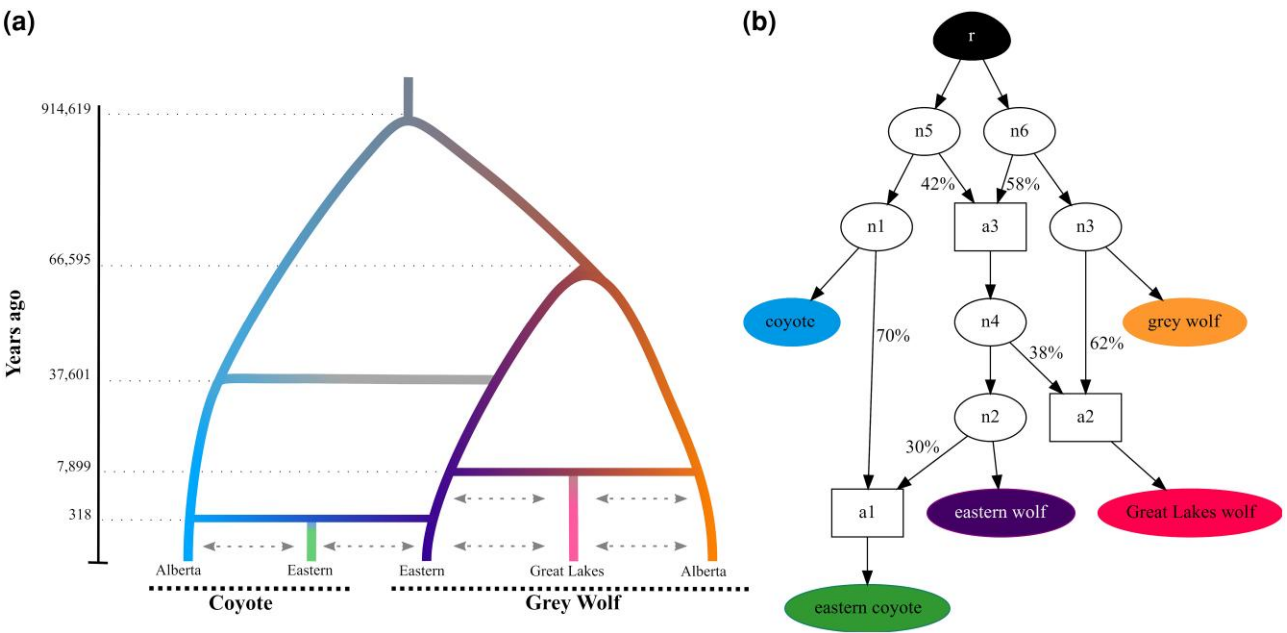 (a)
914,619
66,595
37,601
7,899
318
Years ago
Alberta Eastern Eastern Great Lakes Alberta
Coyote Grey Wolf
(b)
r
n5 n6
42% 58%
n1 a3 n3
coyote n4 grey wolf
70% 38% 62%
n2 a2
30%
a1 eastern wolf Great Lakes wolf
eastern coyote